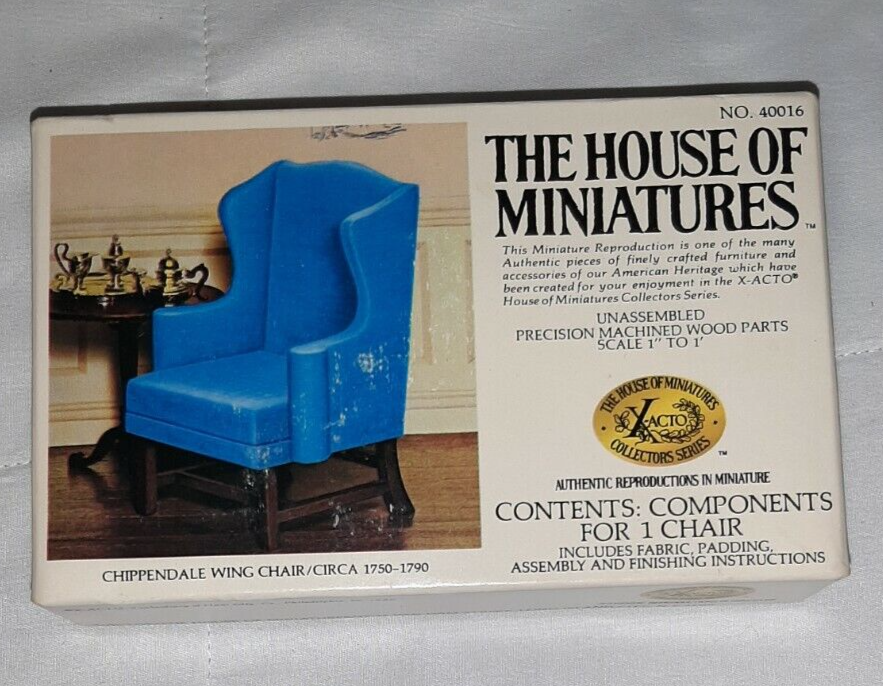 NO. 40016
THE HOUSE OF
MINIATURES™
This Miniature Reproduction is one of the many
Authentic pieces of finely crafted furniture and
accessories of our American Heritage which have
been created for your enjoyment in the X-ACTO®
House of Miniatures Collectors Series.
UNASSEMBLED
PRECISION MACHINED WOOD PARTS
SCALE 1" TO 1'
THE HOUSE OF MINIATURES
X-ACTO
COLLECTORS SERIES
™
AUTHENTIC REPRODUCTIONS IN MINIATURE
CONTENTS: COMPONENTS
FOR 1 CHAIR
INCLUDES FABRIC, PADDING,
ASSEMBLY AND FINISHING INSTRUCTIONS
CHIPPENDALE WING CHAIR/CIRCA 1750-1790